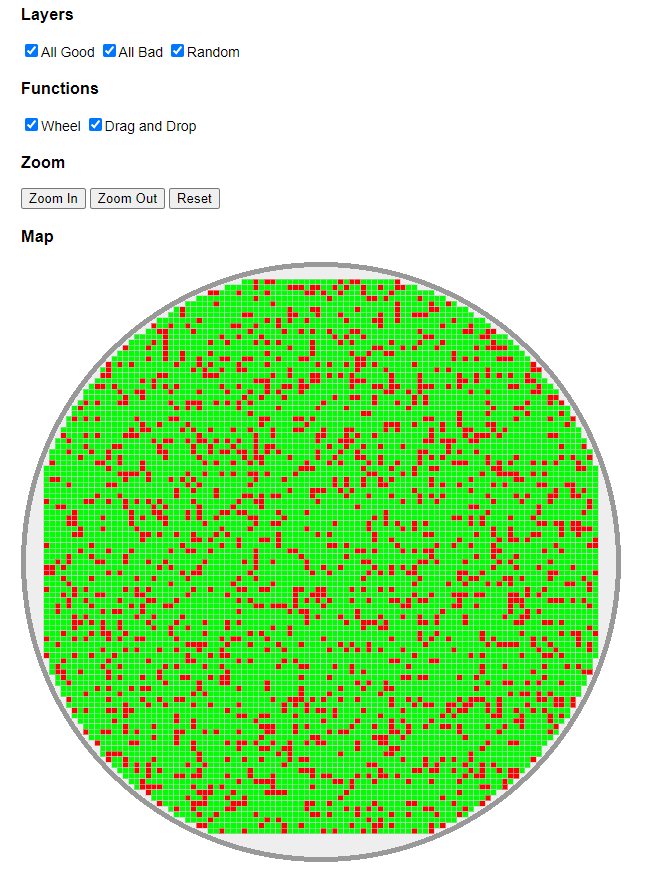 Layers
All Good All Bad Random
Functions
Wheel Drag and Drop
Zoom
Zoom In Zoom Out Reset
Map